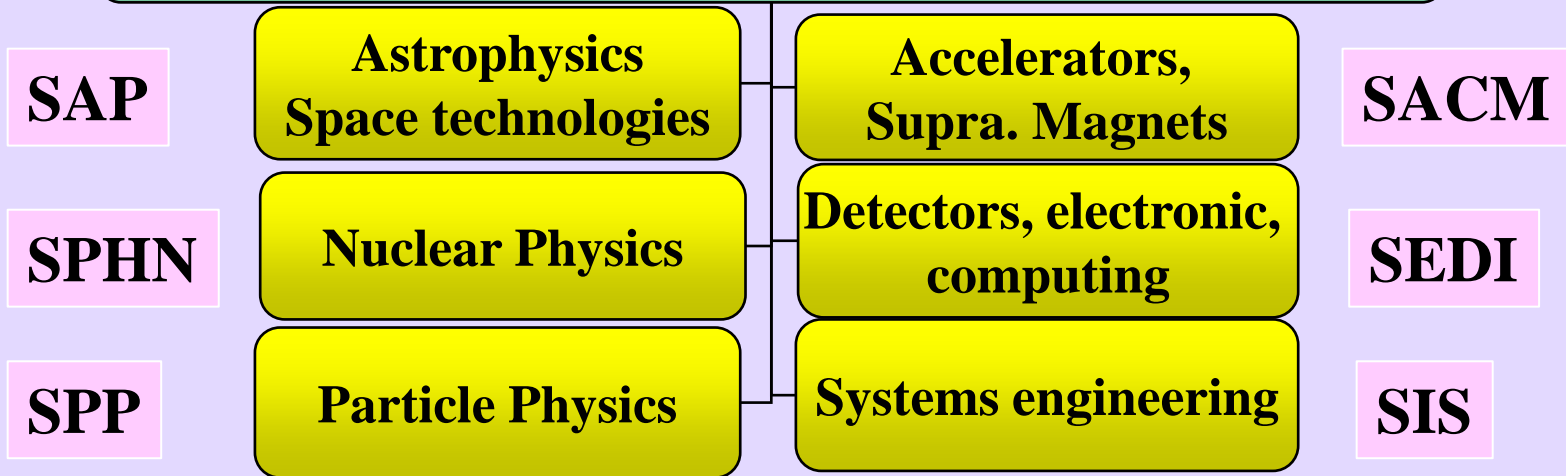 SAP
Astrophysics
Space technologies
Accelerators,
Supra. Magnets
SACM
SPHN
Nuclear Physics
Detectors, electronic,
computing
SEDI
SPP
Particle Physics
Systems engineering
SIS